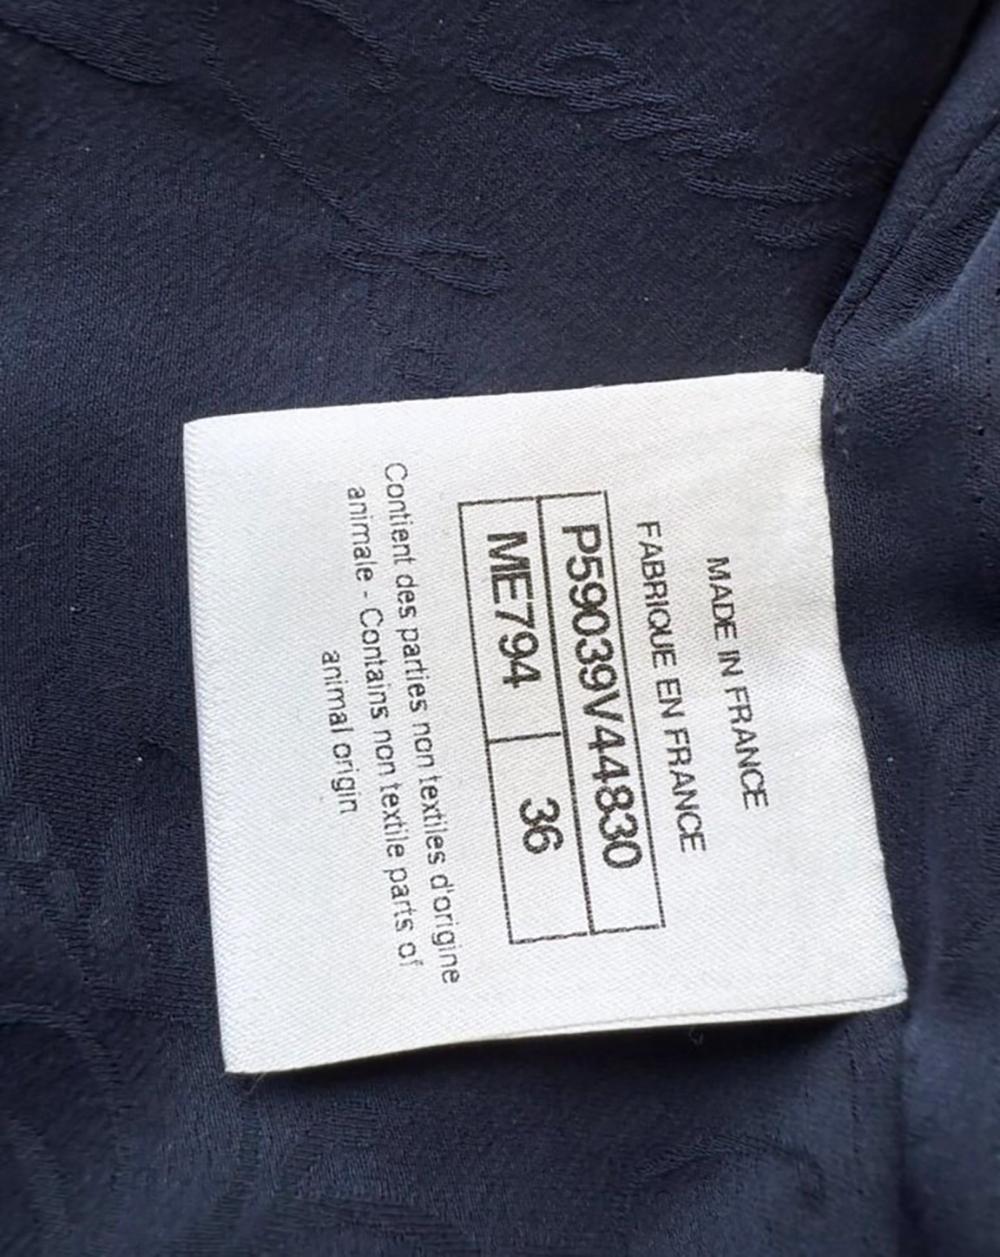 MADE IN FRANCE
FABRIQUE EN FRANCE
P59039V44830
ME794 36
Contient des parties non textiles d'origine
animale - Contains non textile parts of
animal origin